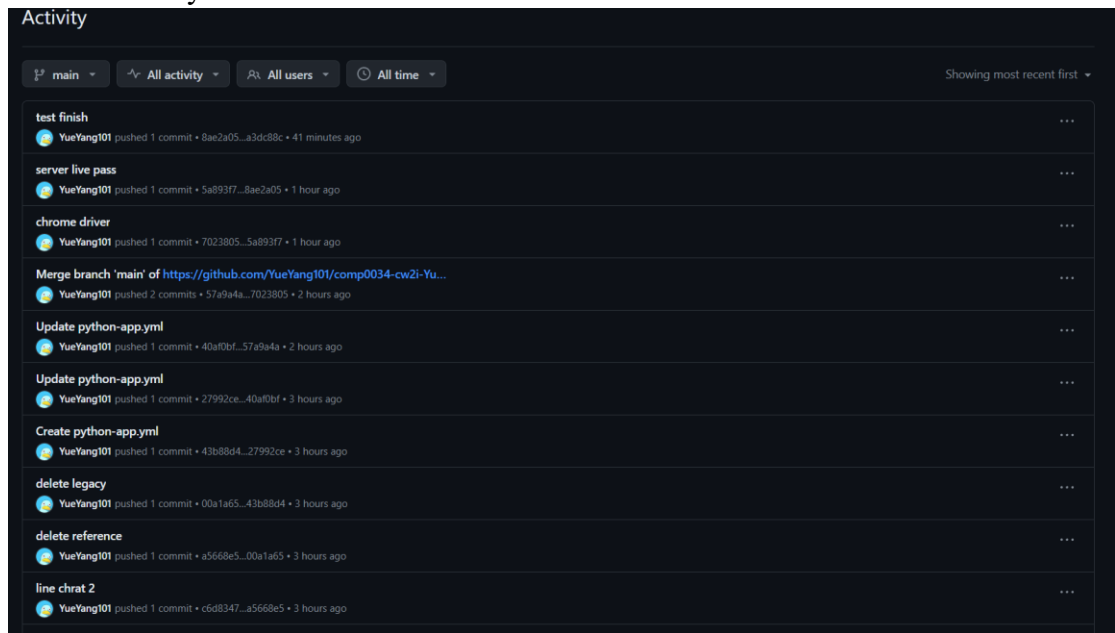 Activity
main
All activity
All users
All time
Showing most recent first
test finish
YueYang101 pushed 1 commit • 8ae2a05...a3dc88c • 41 minutes ago
server live pass
YueYang101 pushed 1 commit • 5a893f7...8ae2a05 • 1 hour ago
chrome driver
YueYang101 pushed 1 commit • 7023805...5a893f7 • 1 hour ago
Merge branch 'main' of https://github.com/YueYang101/comp0034-cw2i-Yu...
YueYang101 pushed 2 commits • 57a9a4a...7023805 • 2 hours ago
Update python-app.yml
YueYang101 pushed 1 commit • 40af0bf...57a9a4a • 2 hours ago
Update python-app.yml
YueYang101 pushed 1 commit • 27992ce...40af0bf • 3 hours ago
Create python-app.yml
YueYang101 pushed 1 commit • 43b88d4...27992ce • 3 hours ago
delete legacy
YueYang101 pushed 1 commit • 00a1a65...43b88d4 • 3 hours ago
delete reference
YueYang101 pushed 1 commit • a5668e5...00a1a65 • 3 hours ago
line chrat 2
YueYang101 pushed 1 commit • c6d8347...a5668e5 • 3 hours ago